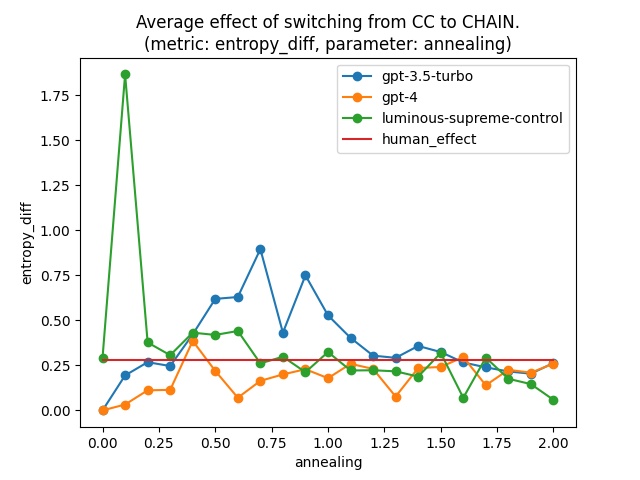 Average effect of switching from CC to CHAIN.
(metric: entropy_diff, parameter: annealing)
gpt-3.5-turbo
gpt-4
luminous-supreme-control
human_effect
entropy_diff
1.75
1.50
1.25
1.00
0.75
0.50
0.25
0.00
0.00 0.25 0.50 0.75 1.00 1.25 1.50 1.75 2.00
annealing